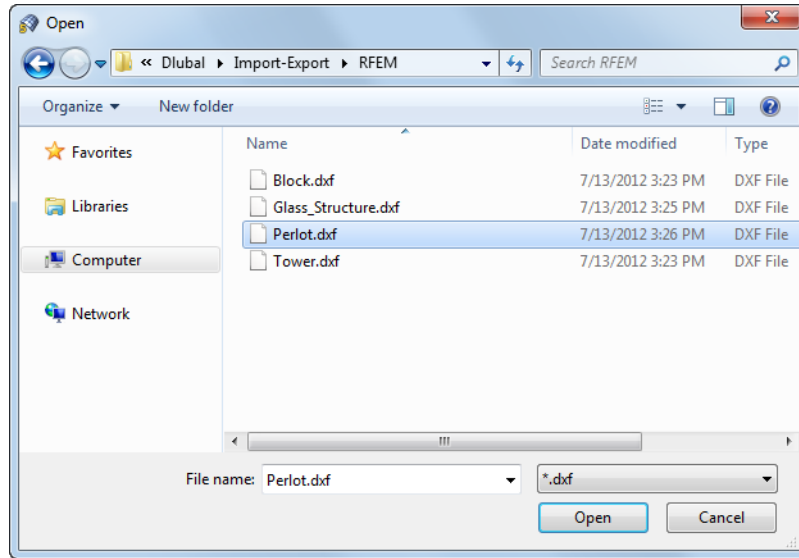 Open
« Dlubal Import-Export RFEM Search RFEM
Organize New folder
Name Date modified Type
Favorites
Libraries
Computer
Network
Block.dxf 7/13/2012 3:23 PM DXF File
Glass_Structure.dxf 7/13/2012 3:25 PM DXF File
Perlot.dxf 7/13/2012 3:26 PM DXF File
Tower.dxf 7/13/2012 3:23 PM DXF File
File name: Perlot.dxf *.dxf
Open Cancel